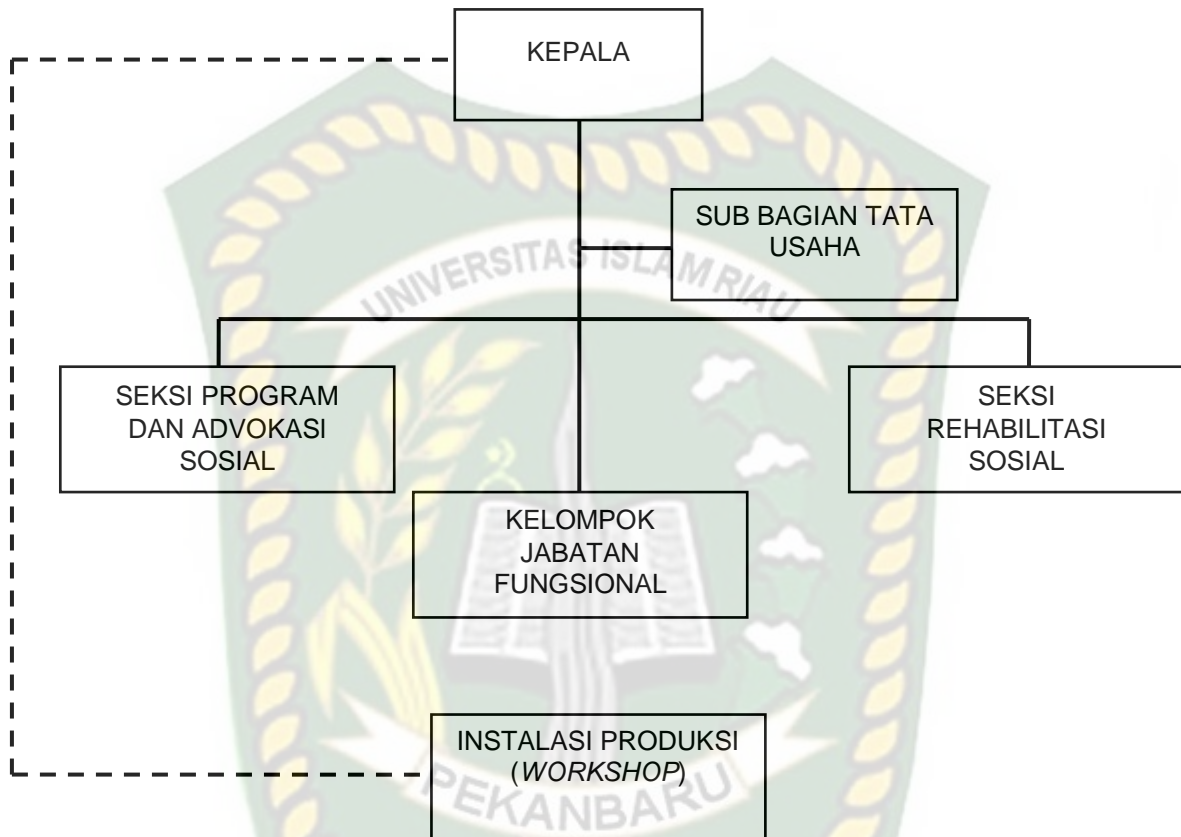 KEPALA
SUB BAGIAN TATA
USAHA
UNIVERSITAS ISLAM RIAU
SEKSI PROGRAM
DAN ADVOKASI
SOSIAL
SEKSI
REHABILITASI
SOSIAL
KELOMPOK
JABATAN
FUNGSIONAL
INSTALASI PRODUKSI
(WORKSHOP)
PEKANBARU